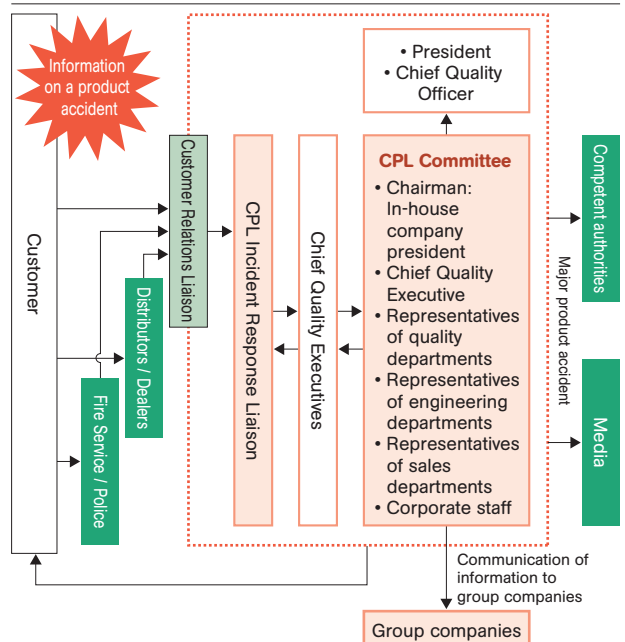 Information
on a product
accident
Customer
Fire Service / Police
Distributors / Dealers
Customer Relations Liaison
CPL Incident Response Liaison
Chief Quality Executives
• President
• Chief Quality
Officer
CPL Committee
• Chairman:
In-house
company
president
• Chief Quality
Executive
• Representatives
of quality
departments
• Representatives
of engineering
departments
• Representatives
of sales
departments
• Corporate staff
Major product accident
Competent authorities
Media
Communication of
information to
group companies
Group companies